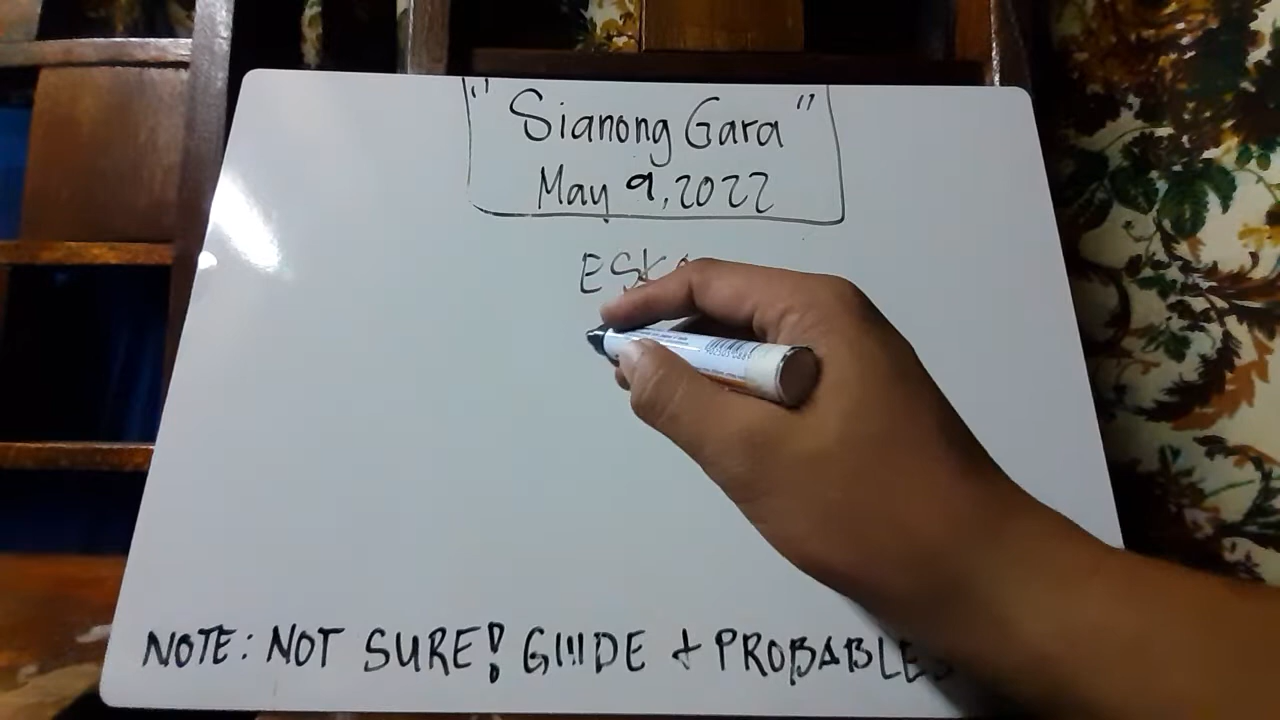 "Sianong Gara"
May 9, 2022
NOTE: NOT SURE! GUIDE + PROBABLES